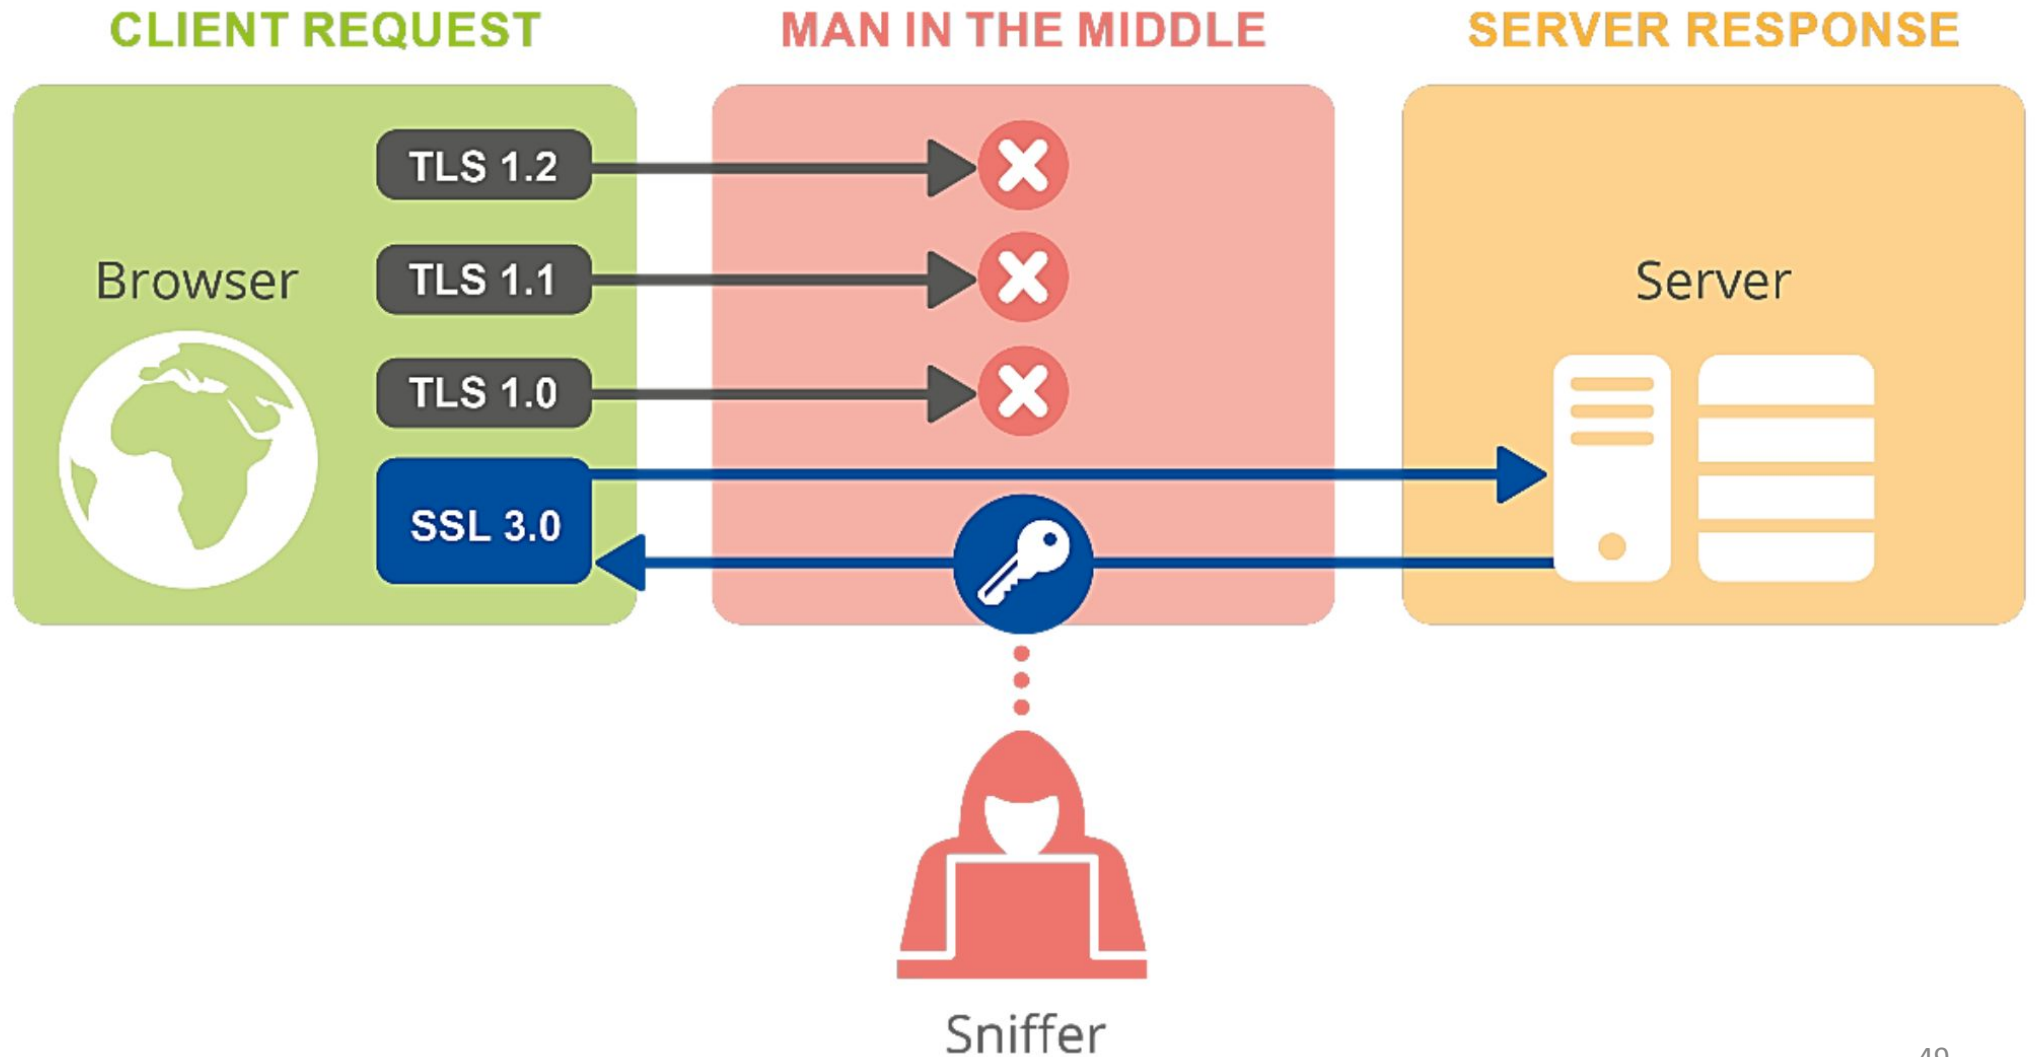 CLIENT REQUEST
MAN IN THE MIDDLE
SERVER RESPONSE
TLS 1.2
Browser
TLS 1.1
Server
TLS 1.0
SSL 3.0
Sniffer